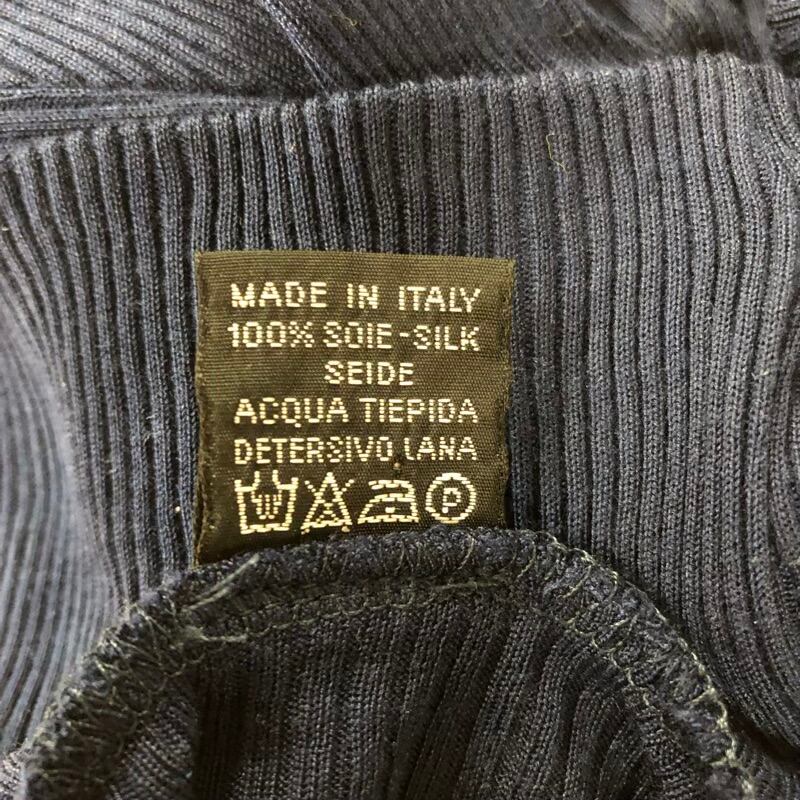 MADE IN ITALY
100% SOIE-SILK
SEIDE
ACQUA TIEPIDA
DETERSIVO LANA
P